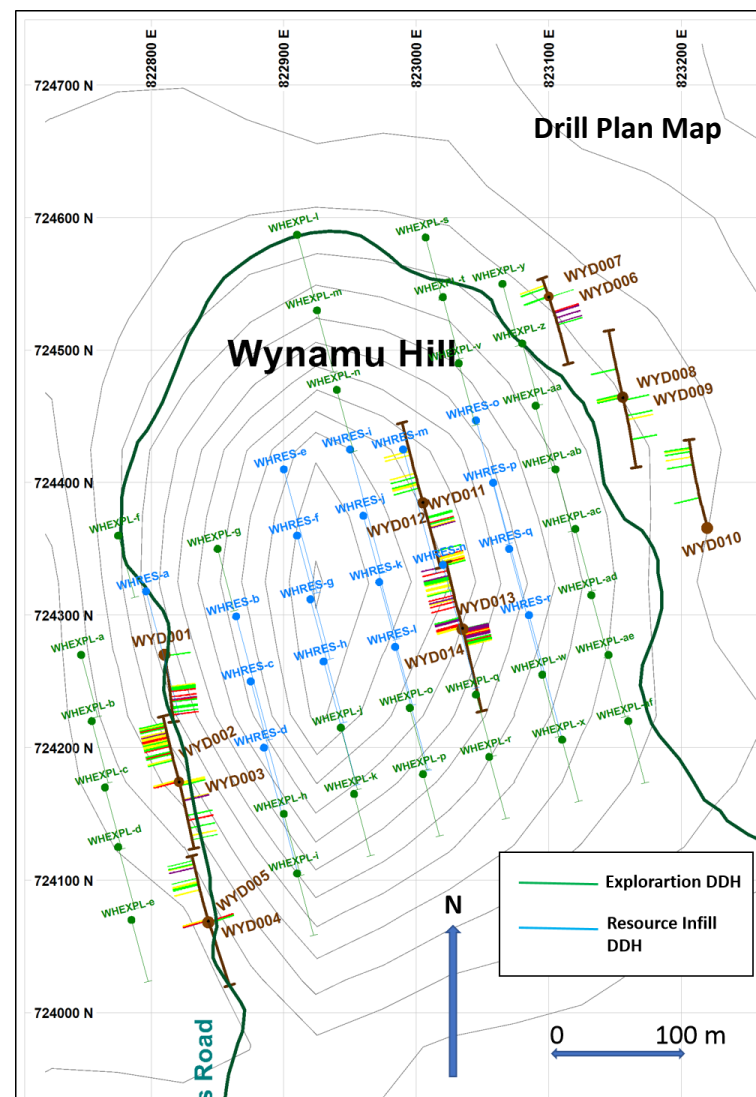 822800 E
822900 E
823000 E
823100 E
823200 E
724700 N
Drill Plan Map
724600 N
WHEXPL-l
WHEXPL-s
WHEXPL-t
WHEXPL-y
WYD007
WYD006
WHEXPL-m
WHEXPL-v
WHEXPL-z
724500 N
Wynamu Hill
WHEXPL-n
WHEXPL-aa
WYD008
WYD009
WHRES-o
WHRES-i
WHRES-m
WHRES-e
WHEXPL-ab
WHRES-p
724400 N
WHRES-j
WYD011
WYD012
WHRES-f
WHEXPL-f
WHEXPL-g
WHEXPL-ac
WYD010
WHRES-q
WHRES-n
WHRES-a
WHRES-k
WHRES-g
WHRES-b
WYD013
WHEXPL-ad
724300 N
WHRES-r
WHRES-l
WYD014
WHRES-h
WHEXPL-a
WYD001
WHRES-c
WHEXPL-ae
WHEXPL-w
WHEXPL-q
WHEXPL-o
WHEXPL-b
WYD002
724200 N
WHRES-d
WHEXPL-j
WHEXPL-af
WHEXPL-x
WHEXPL-r
WHEXPL-c
WYD003
WHEXPL-p
WHEXPL-k
WHEXPL-h
WHEXPL-d
724100 N
WHEXPL-i
WHEXPL-e
WYD005
WYD004
Explorartion DDH
Resource Infill
DDH
N
724000 N
0
100 m
s Road